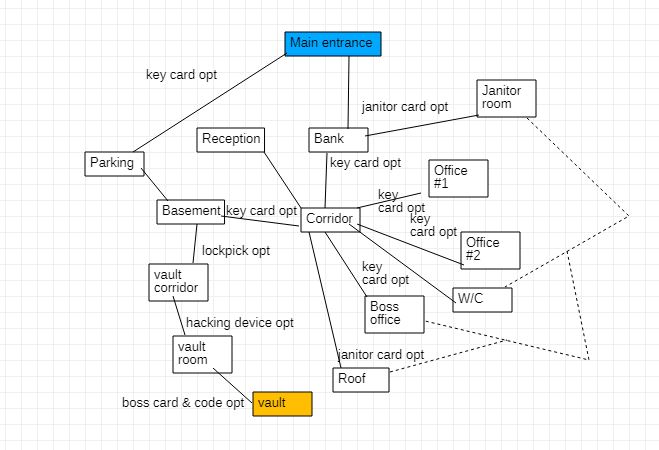 Main entrance
key card opt
Janitor
room
janitor card opt
Reception
Bank
Parking
key card opt
Office
#1
key
card opt
Basement
key card opt
Corridor
key
card opt
Office
#2
lockpick opt
key
card opt
vault
corridor
W/C
Boss
office
hacking device opt
vault
room
janitor card opt
Roof
boss card & code opt
vault